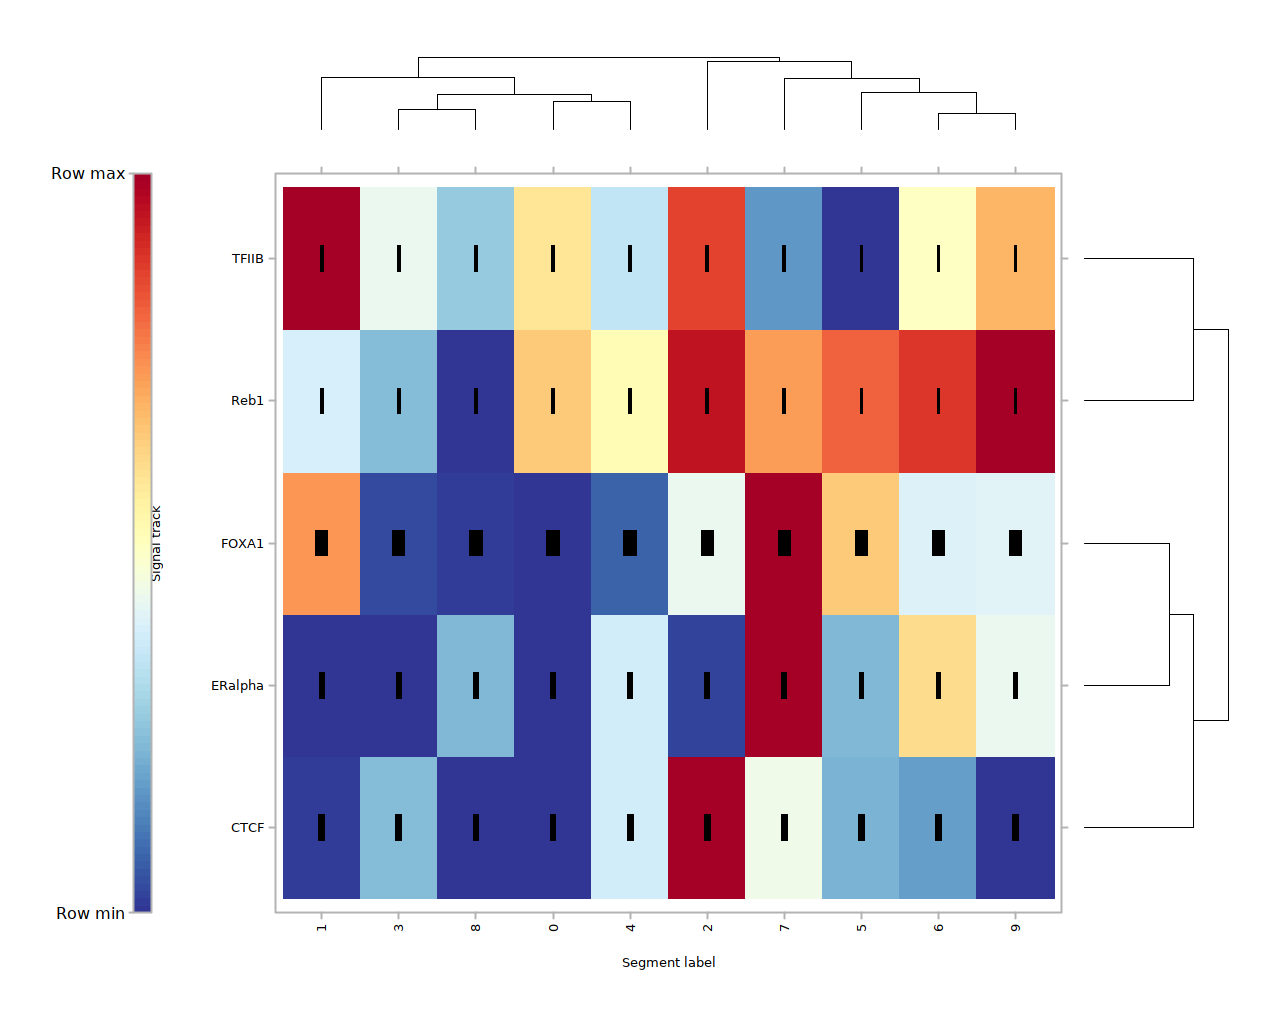 Row max
Row min
Signal track
TFIIB
Reb1
FOXA1
ERalpha
CTCF
1 3 8 0 4 2 7 5 6 9
Segment label